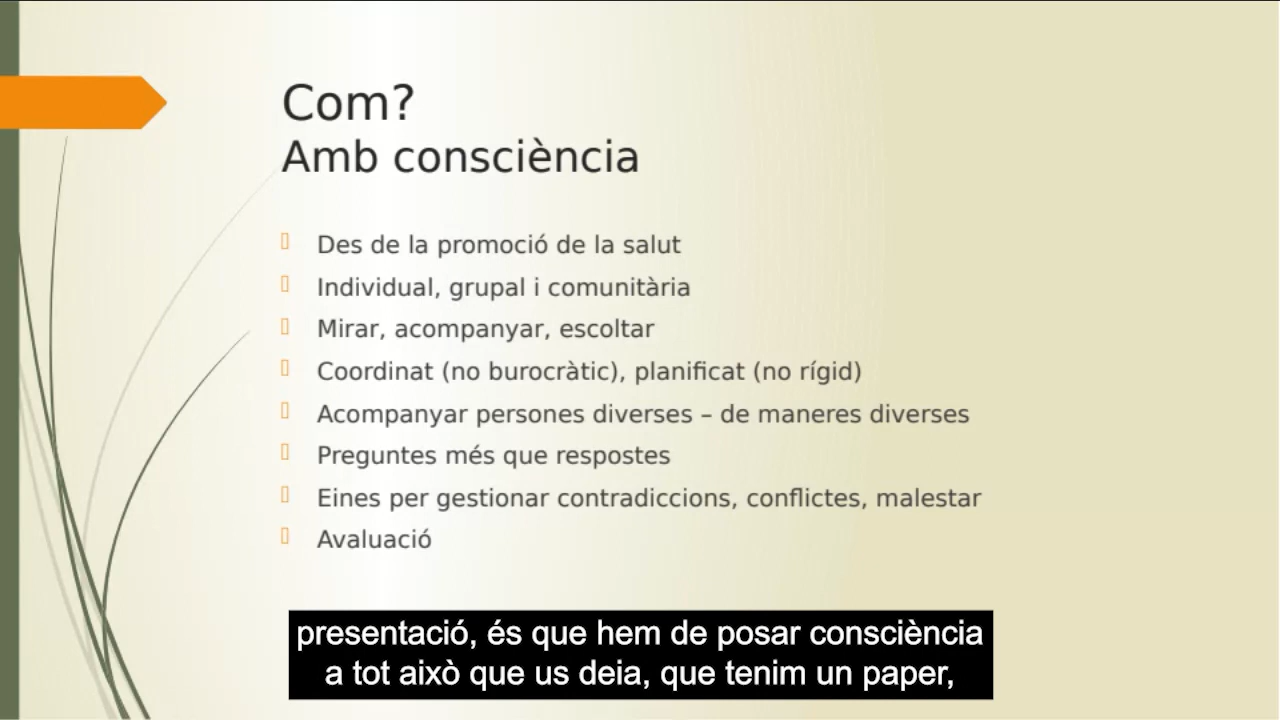 Com?
Amb consciència
Des de la promoció de la salut
Individual, grupal i comunitària
Mirar, acompanyar, escoltar
Coordinat (no burocràtic), planificat (no rígid)
Acompanyar persones diverses – de maneres diverses
Preguntes més que respostes
Eines per gestionar contradiccions, conflictes, malestar
Avaluació
presentació, és que hem de posar consciència
a tot això que us deia, que tenim un paper,